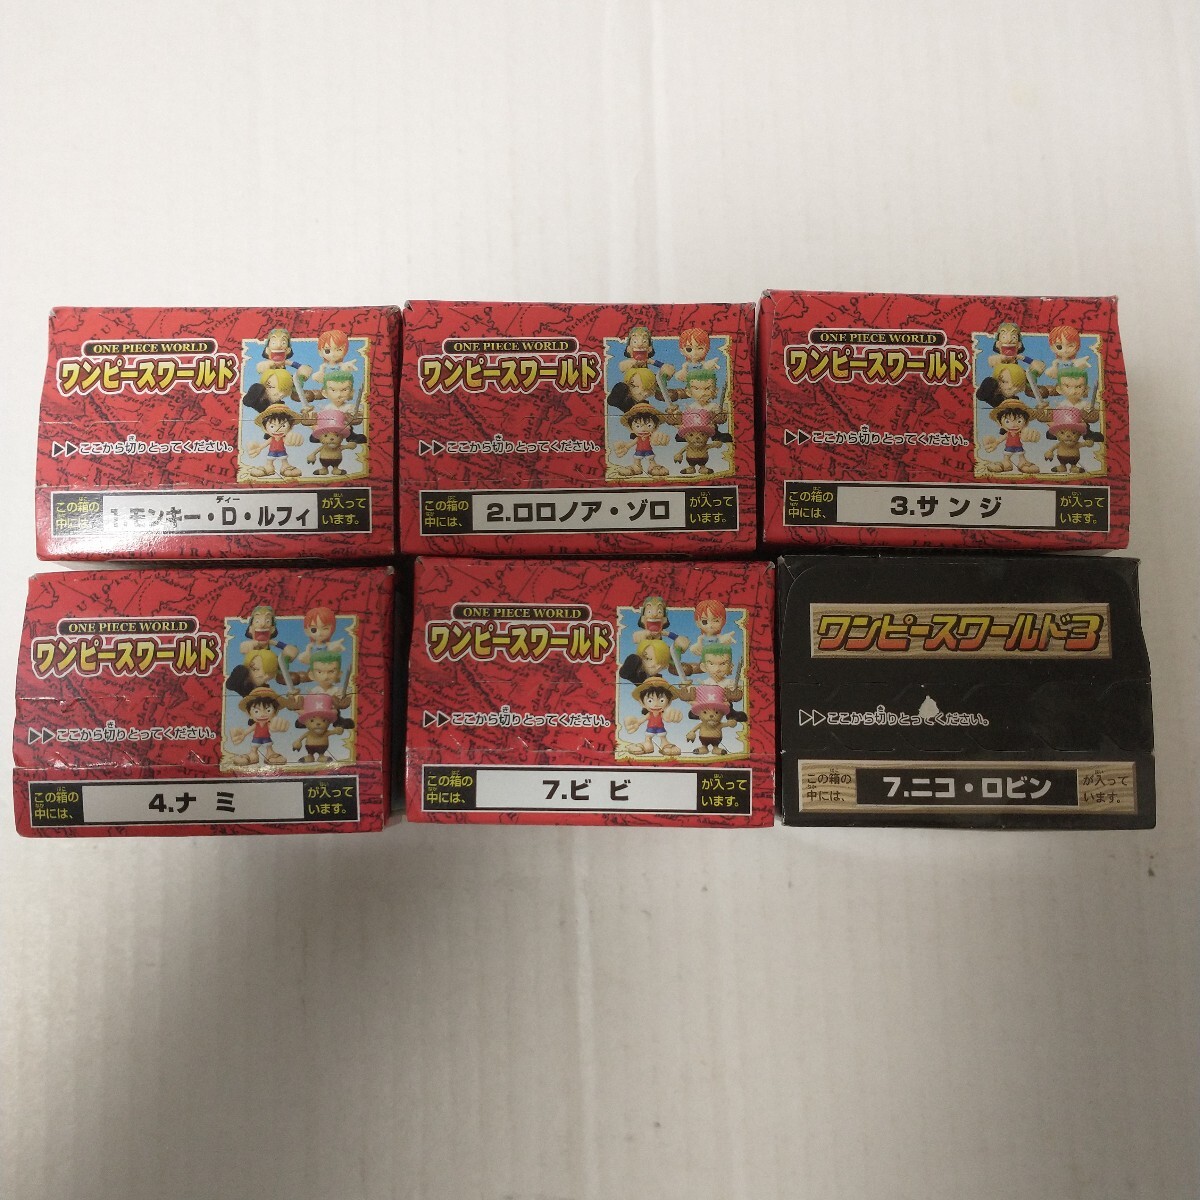 ONE PIECE WORLD
ワンピースワールド
▷▷ここから切りとってください。
この箱の中には、
1.モンキー・D・ルフィ
ディー
が入っています。
ONE PIECE WORLD
ワンピースワールド
▷▷ここから切りとってください。
この箱の中には、
2.ロロノア・ゾロ
が入っています。
ONE PIECE WORLD
ワンピースワールド
▷▷ここから切りとってください。
この箱の中には、
3.サンジ
が入っています。
ONE PIECE WORLD
ワンピースワールド
▷▷ここから切りとってください。
この箱の中には、
4.ナミ
が入っています。
ONE PIECE WORLD
ワンピースワールド
▷▷ここから切りとってください。
この箱の中には、
7.ビビ
が入っています。
ワンピースワールド3
▷▷ここから切りとってください。
この箱の中には、
7.ニコ・ロビン
が入っています。